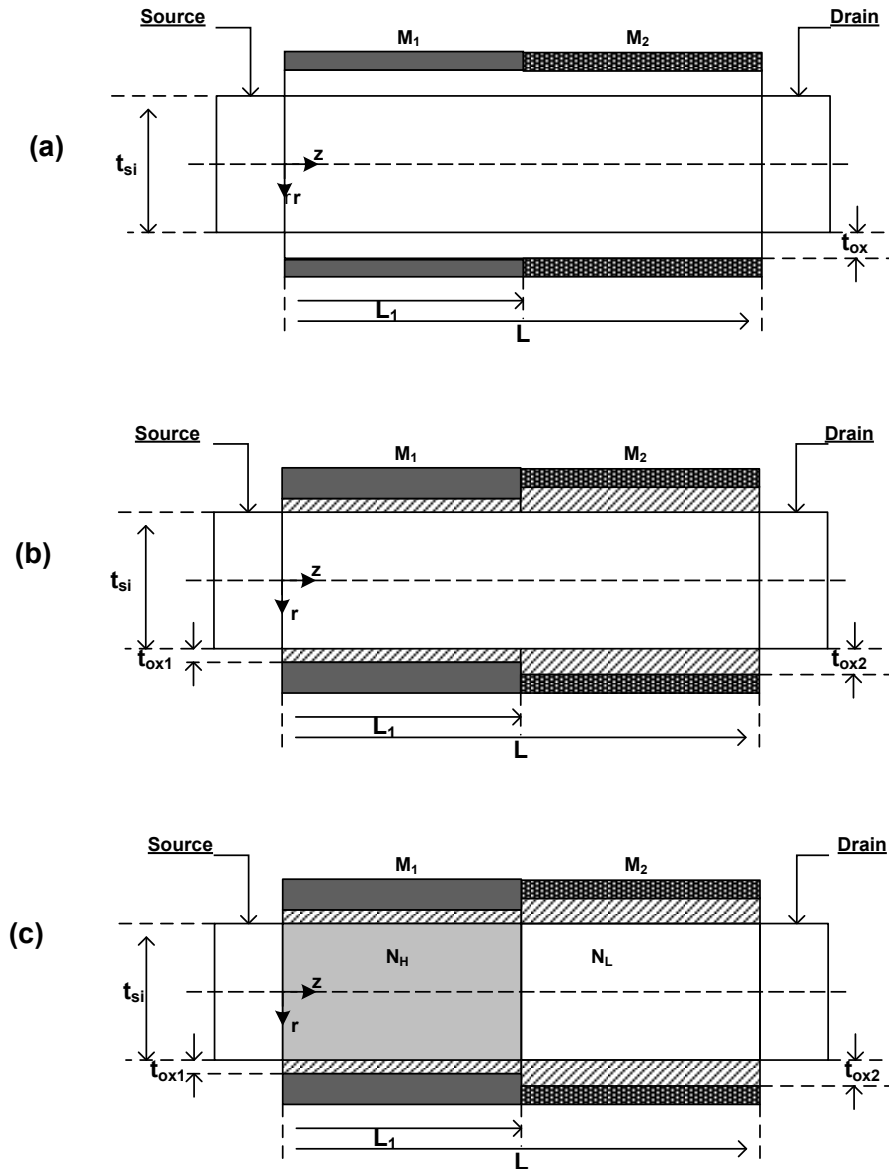 Source M₁ M₂ Drain
(a)
tsi
z
r
tox
L₁
L
Source M₁ M₂ Drain
(b)
tsi
z
r
tox1 tox2
L₁
L
Source M₁ M₂ Drain
(c)
NH NL
tsi
z
r
tox1 tox2
L₁
L